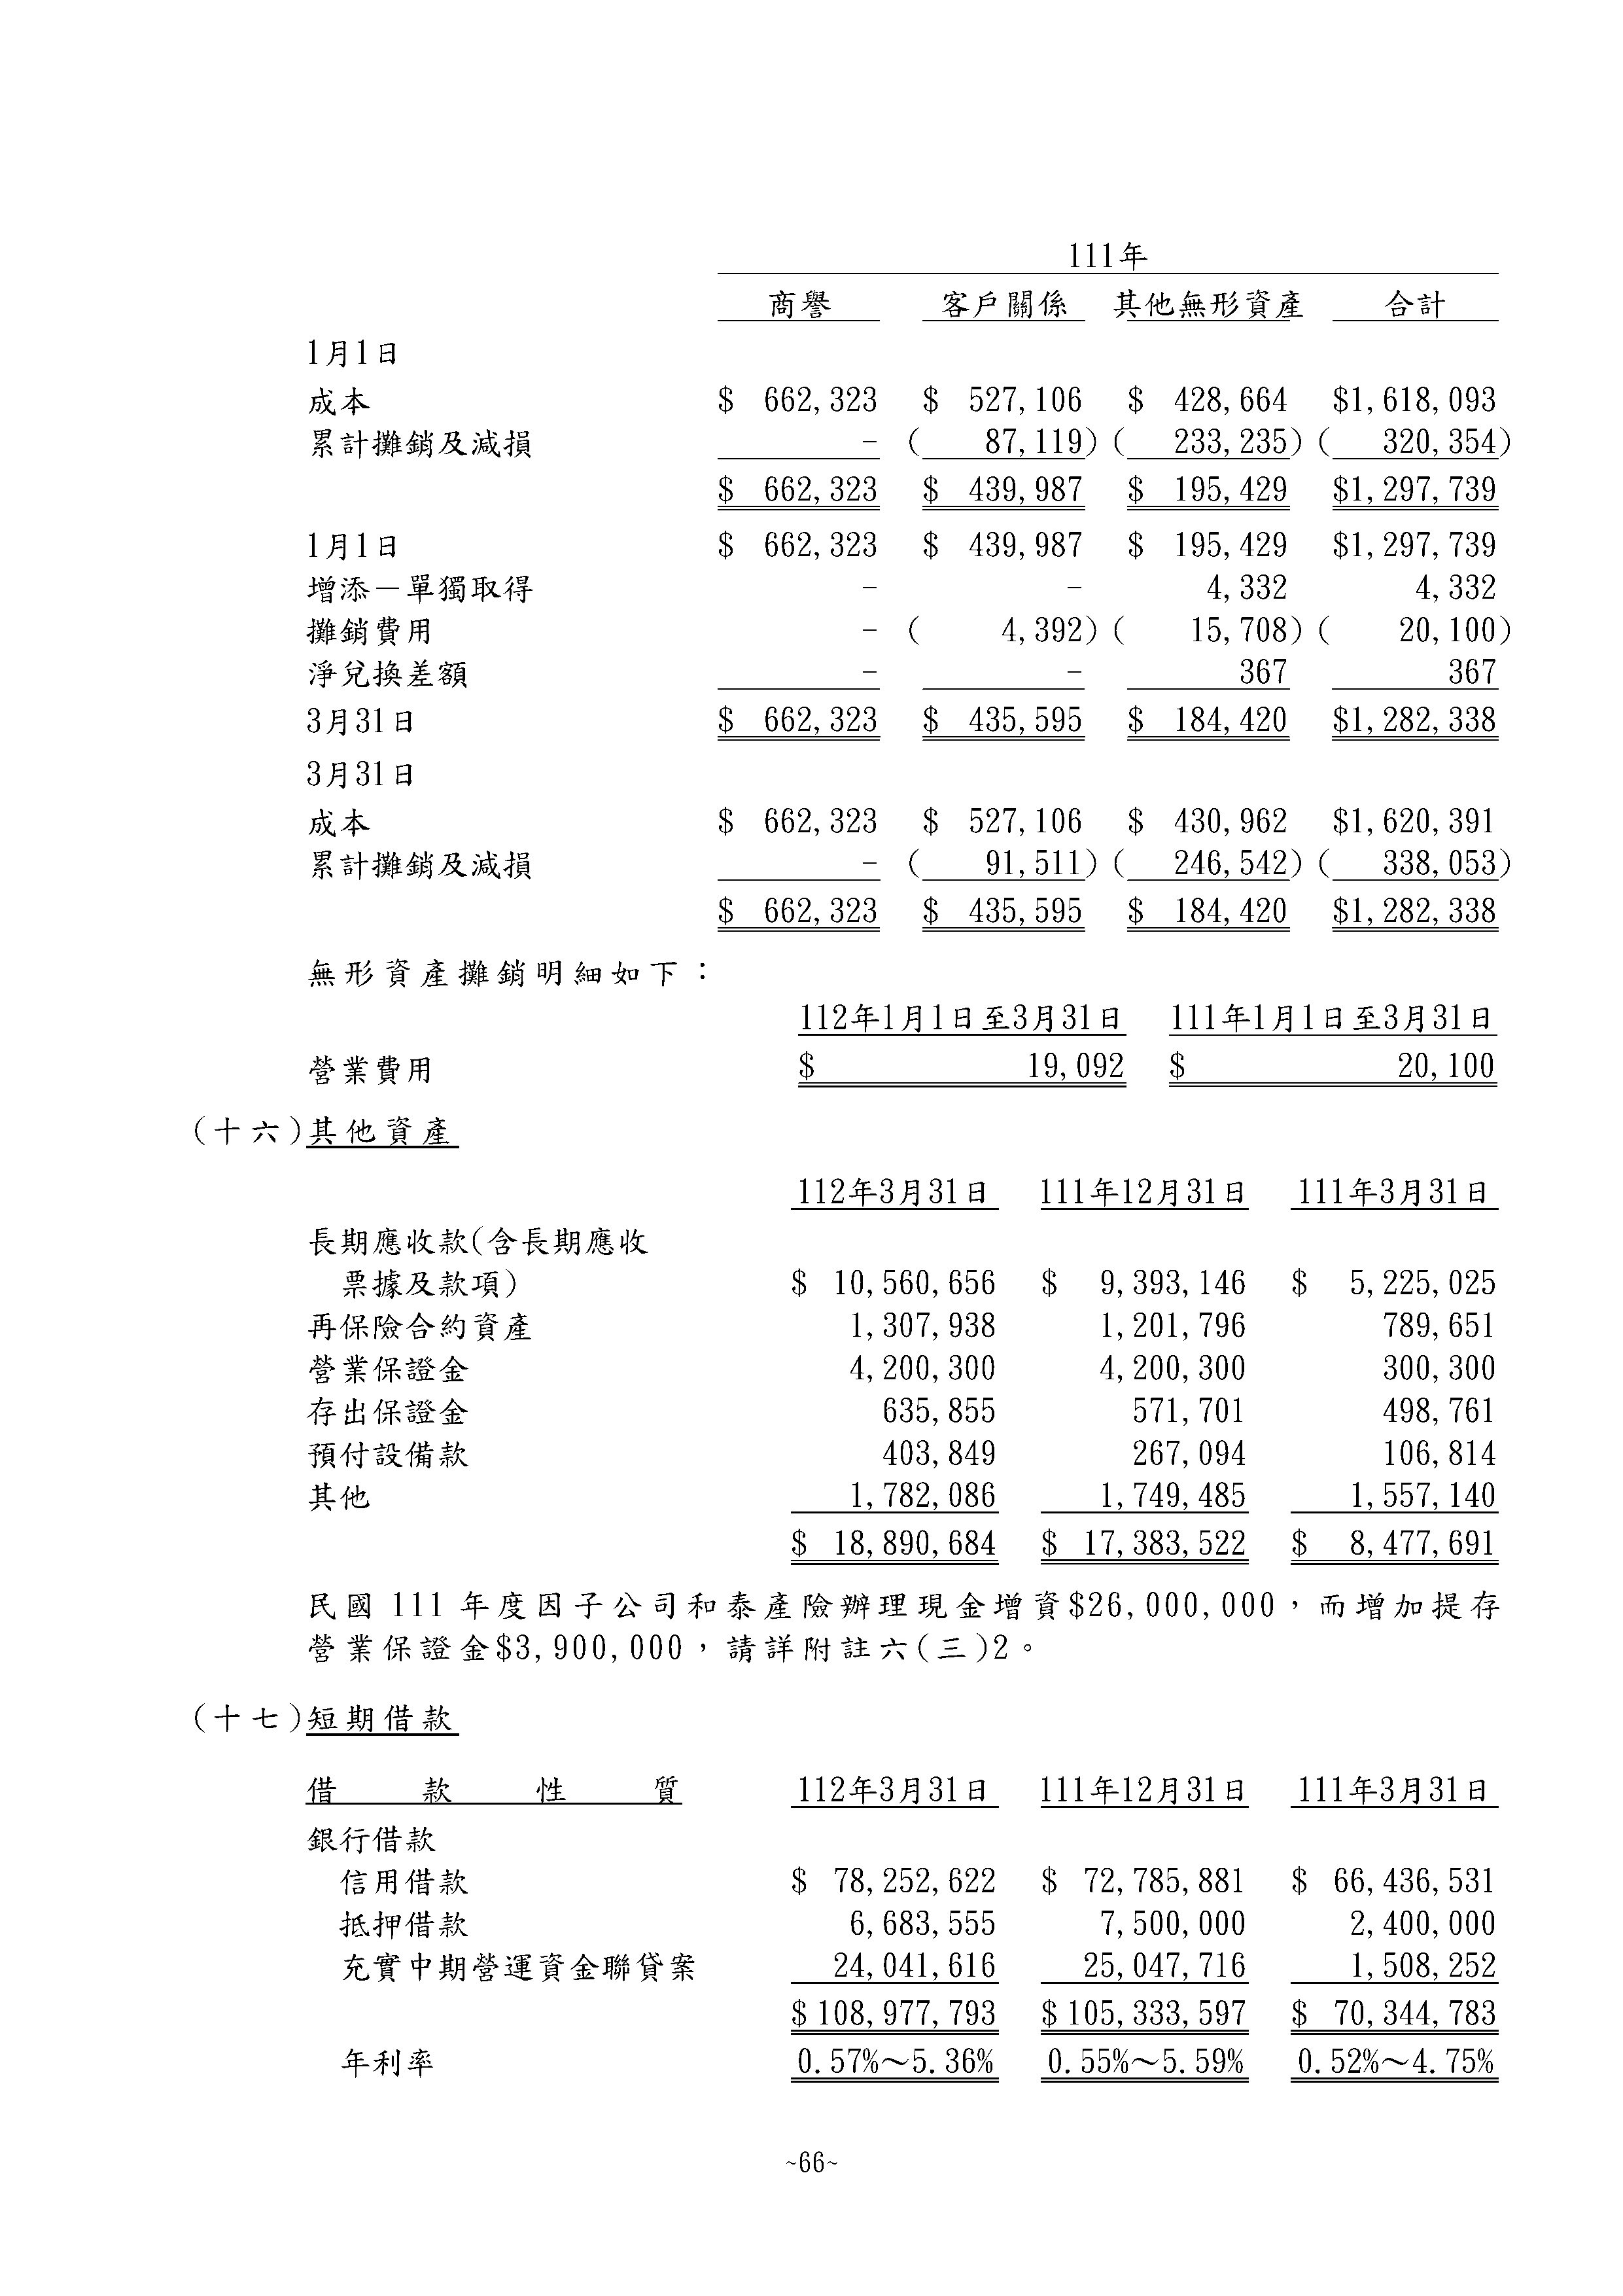 111年
商譽 客戶關係 其他無形資產 合計
1月1日
成本 $ 662,323 $ 527,106 $ 428,664 $1,618,093
累計攤銷及減損 - ( 87,119) ( 233,235) ( 320,354)
$ 662,323 $ 439,987 $ 195,429 $1,297,739
1月1日 $ 662,323 $ 439,987 $ 195,429 $1,297,739
增添－單獨取得 - - 4,332 4,332
攤銷費用 - ( 4,392) ( 15,708) ( 20,100)
淨兌換差額 - - 367 367
3月31日 $ 662,323 $ 435,595 $ 184,420 $1,282,338
3月31日
成本 $ 662,323 $ 527,106 $ 430,962 $1,620,391
累計攤銷及減損 - ( 91,511) ( 246,542) ( 338,053)
$ 662,323 $ 435,595 $ 184,420 $1,282,338
無形資產攤銷明細如下：
112年1月1日至3月31日 111年1月1日至3月31日
營業費用 $ 19,092 $ 20,100
(十六)其他資產
112年3月31日 111年12月31日 111年3月31日
長期應收款(含長期應收
票據及款項) $ 10,560,656 $ 9,393,146 $ 5,225,025
再保險合約資產 1,307,938 1,201,796 789,651
營業保證金 4,200,300 4,200,300 300,300
存出保證金 635,855 571,701 498,761
預付設備款 403,849 267,094 106,814
其他 1,782,086 1,749,485 1,557,140
$ 18,890,684 $ 17,383,522 $ 8,477,691
民國 111 年度因子公司和泰產險辦理現金增資$26,000,000，而增加提存
營業保證金$3,900,000，請詳附註六(三)2。
(十七)短期借款
借款性質 112年3月31日 111年12月31日 111年3月31日
銀行借款
信用借款 $ 78,252,622 $ 72,785,881 $ 66,436,531
抵押借款 6,683,555 7,500,000 2,400,000
充實中期營運資金聯貸案 24,041,616 25,047,716 1,508,252
$108,977,793 $105,333,597 $ 70,344,783
年利率 0.57%～5.36% 0.55%～5.59% 0.52%～4.75%
~66~